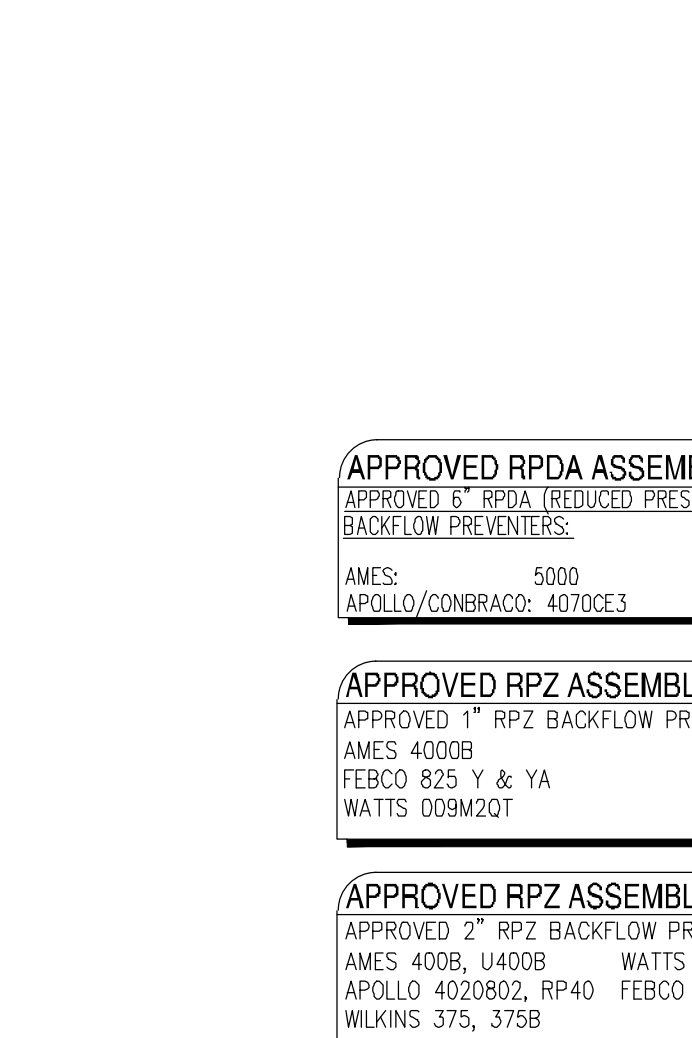 APPROVED RPDA ASSEMB
APPROVED 6" RPDA (REDUCED PRES
BACKFLOW PREVENTERS:
AMES: 5000
APOLLO/CONBRACO: 4070CE3
APPROVED RPZ ASSEMBL
APPROVED 1" RPZ BACKFLOW PR
AMES 4000B
FEBCO 825 Y & YA
WATTS 009M2QT
APPROVED RPZ ASSEMBL
APPROVED 2" RPZ BACKFLOW PR
AMES 400B, U400B WATTS
APOLLO 4020802, RP40 FEBCO
WILKINS 375, 375B